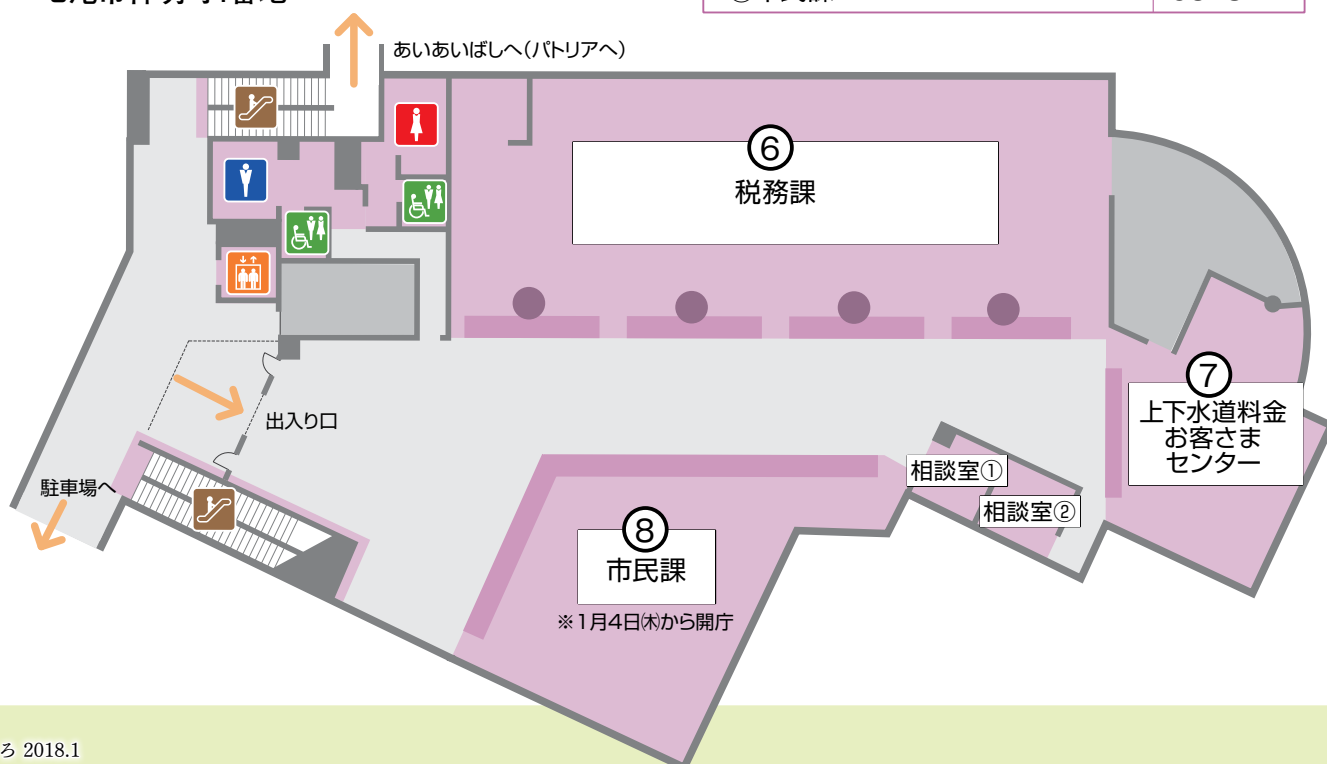 あいあいばしへ(パトリアへ)
⑥
税務課
⑦
上下水道料金
お客さま
センター
出入り口
相談室①
駐車場へ
相談室②
⑧
市民課
※1月4日㈭から開庁
ろ 2018.1